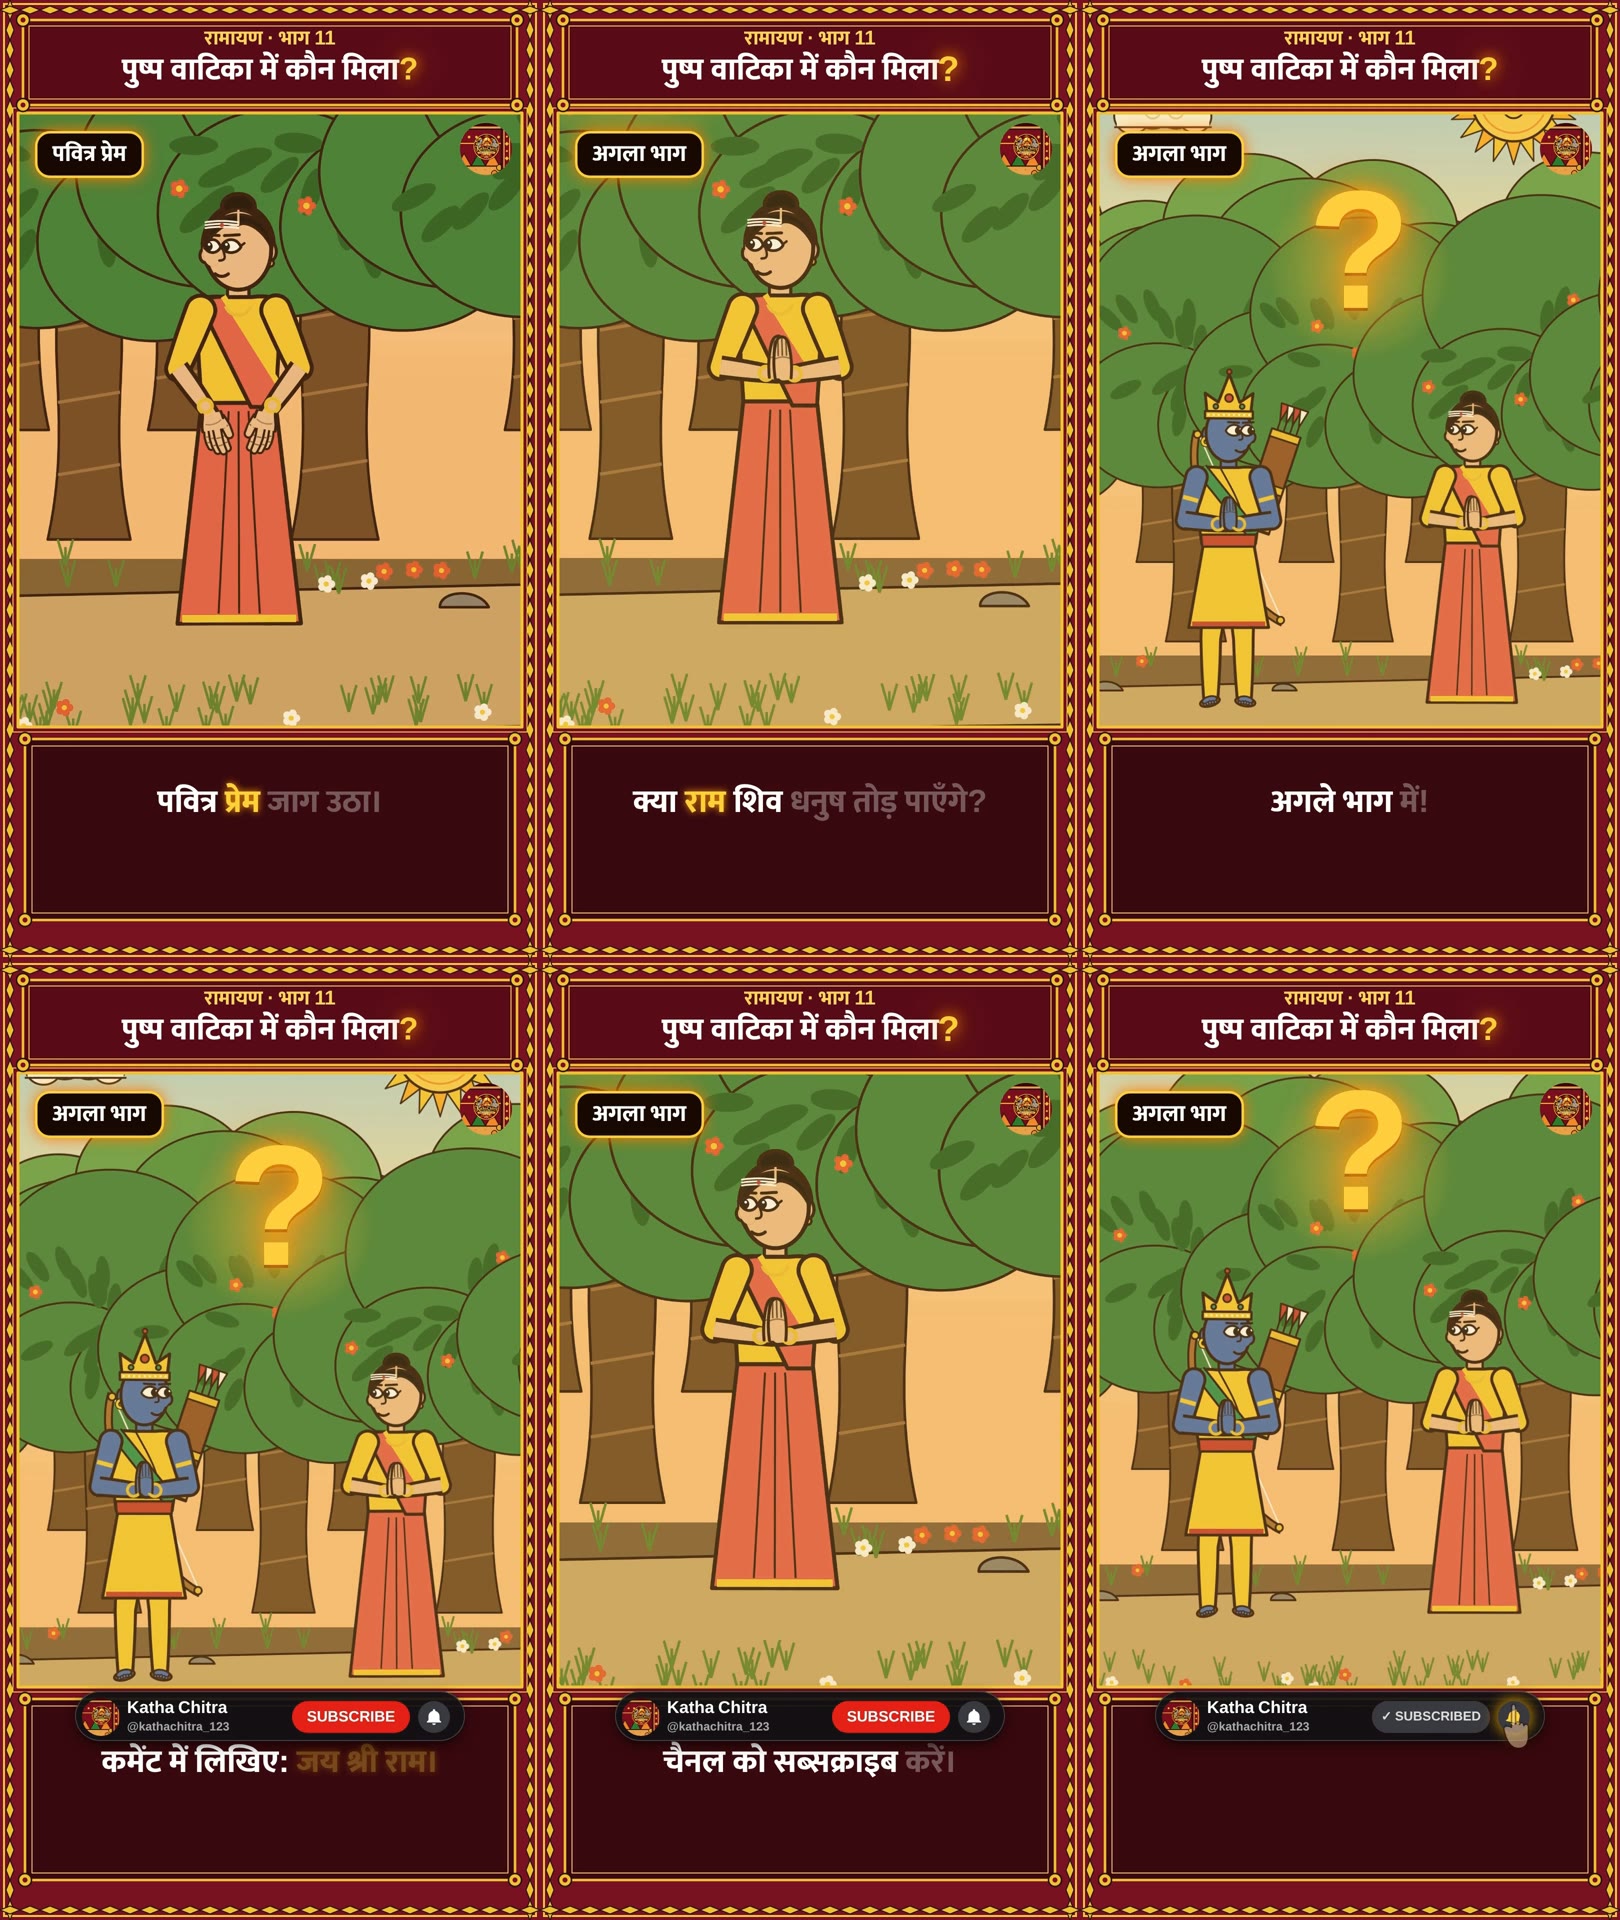 रामायण · भाग 11
पुष्प वाटिका में कौन मिला?
पवित्र प्रेम
पवित्र प्रेम जाग उठा।
रामायण · भाग 11
पुष्प वाटिका में कौन मिला?
अगला भाग
क्या राम शिव धनुष तोड़ पाएँगे?
रामायण · भाग 11
पुष्प वाटिका में कौन मिला?
अगला भाग
?
अगले भाग में!
रामायण · भाग 11
पुष्प वाटिका में कौन मिला?
अगला भाग
?
Katha Chitra
@kathachitra_123
SUBSCRIBE
कमेंट में लिखिए: जय श्री राम।
रामायण · भाग 11
पुष्प वाटिका में कौन मिला?
अगला भाग
Katha Chitra
@kathachitra_123
SUBSCRIBE
चैनल को सब्सक्राइब करें।
रामायण · भाग 11
पुष्प वाटिका में कौन मिला?
अगला भाग
?
Katha Chitra
@kathachitra_123
✓ SUBSCRIBED